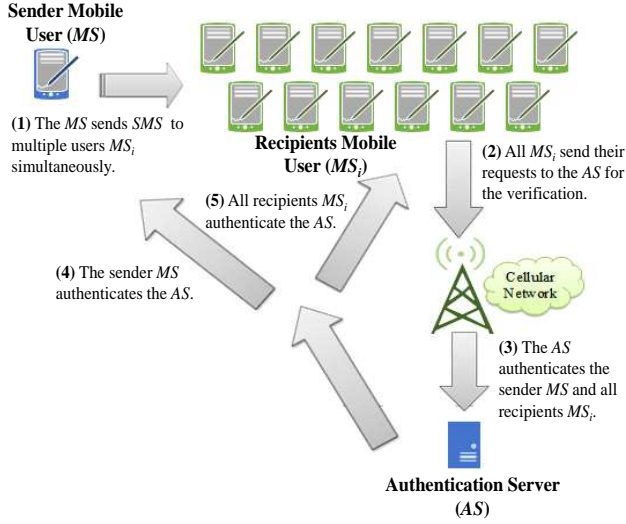 Sender Mobile
User (MS)
(1) The MS sends SMS to
multiple users MSi
simultaneously.
Recipients Mobile
User (MSi)
(2) All MSi send their
requests to the AS for
the verification.
(5) All recipients MSi
authenticate the AS.
(4) The sender MS
authenticates the AS.
Cellular
Network
(3) The AS
authenticates the
sender MS and all
recipients MSi.
Authentication Server
(AS)